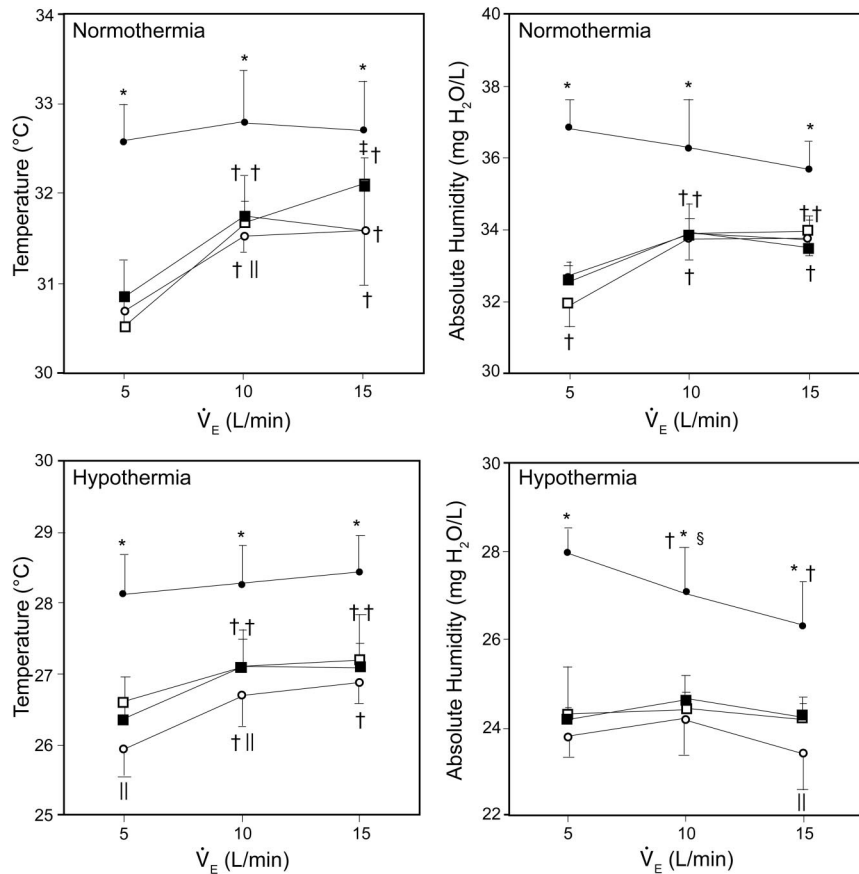 Normothermia
Temperature (°C)
34
33
32
31
30
* * *
‡ †
† †
† ||
†
†
5 10 15
V̇E (L/min)
Normothermia
Absolute Humidity (mg H2O/L)
40
38
36
34
32
30
* * *
† † † †
† † †
5 10 15
V̇E (L/min)
Hypothermia
Temperature (°C)
30
29
28
27
26
25
* * *
† † † †
|| † || †
5 10 15
V̇E (L/min)
Hypothermia
Absolute Humidity (mg H2O/L)
30
28
26
24
22
* † * § * †
||
5 10 15
V̇E (L/min)